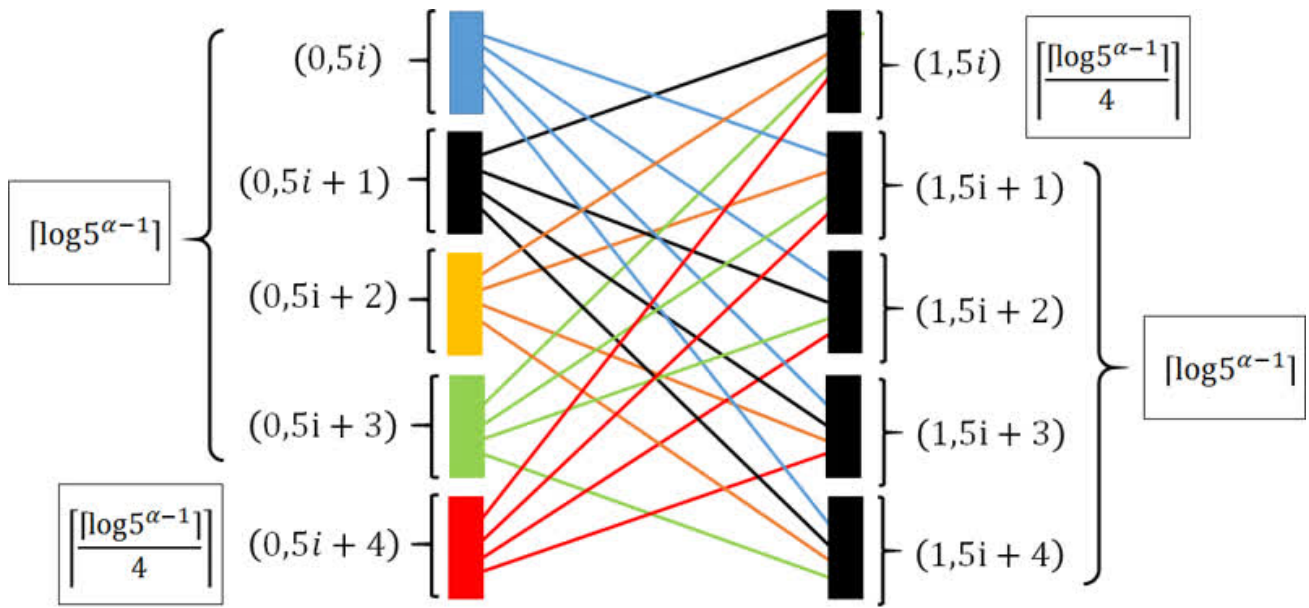 (0,5i)
(0,5i + 1)
(0,5i + 2)
(0,5i + 3)
(0,5i + 4)
⌈log5^{α−1}⌉
⌈⌈log5^{α−1}⌉/4⌉
(1,5i)
(1,5i + 1)
(1,5i + 2)
(1,5i + 3)
(1,5i + 4)
⌈⌈log5^{α−1}⌉/4⌉
⌈log5^{α−1}⌉